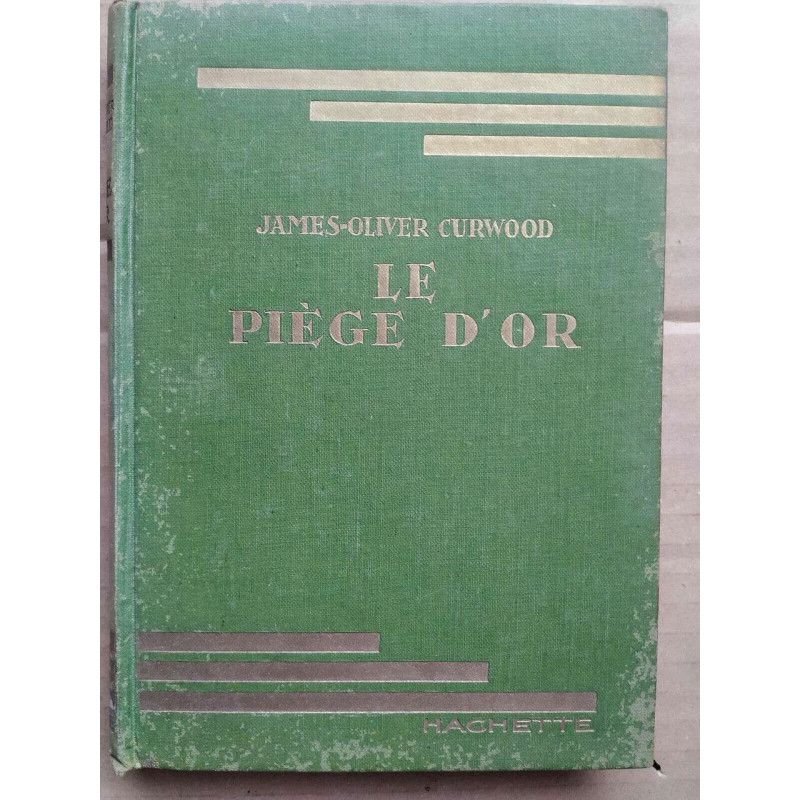 JAMES-OLIVER CURWOOD
LE
PIÈGE D'OR
HACHETTE